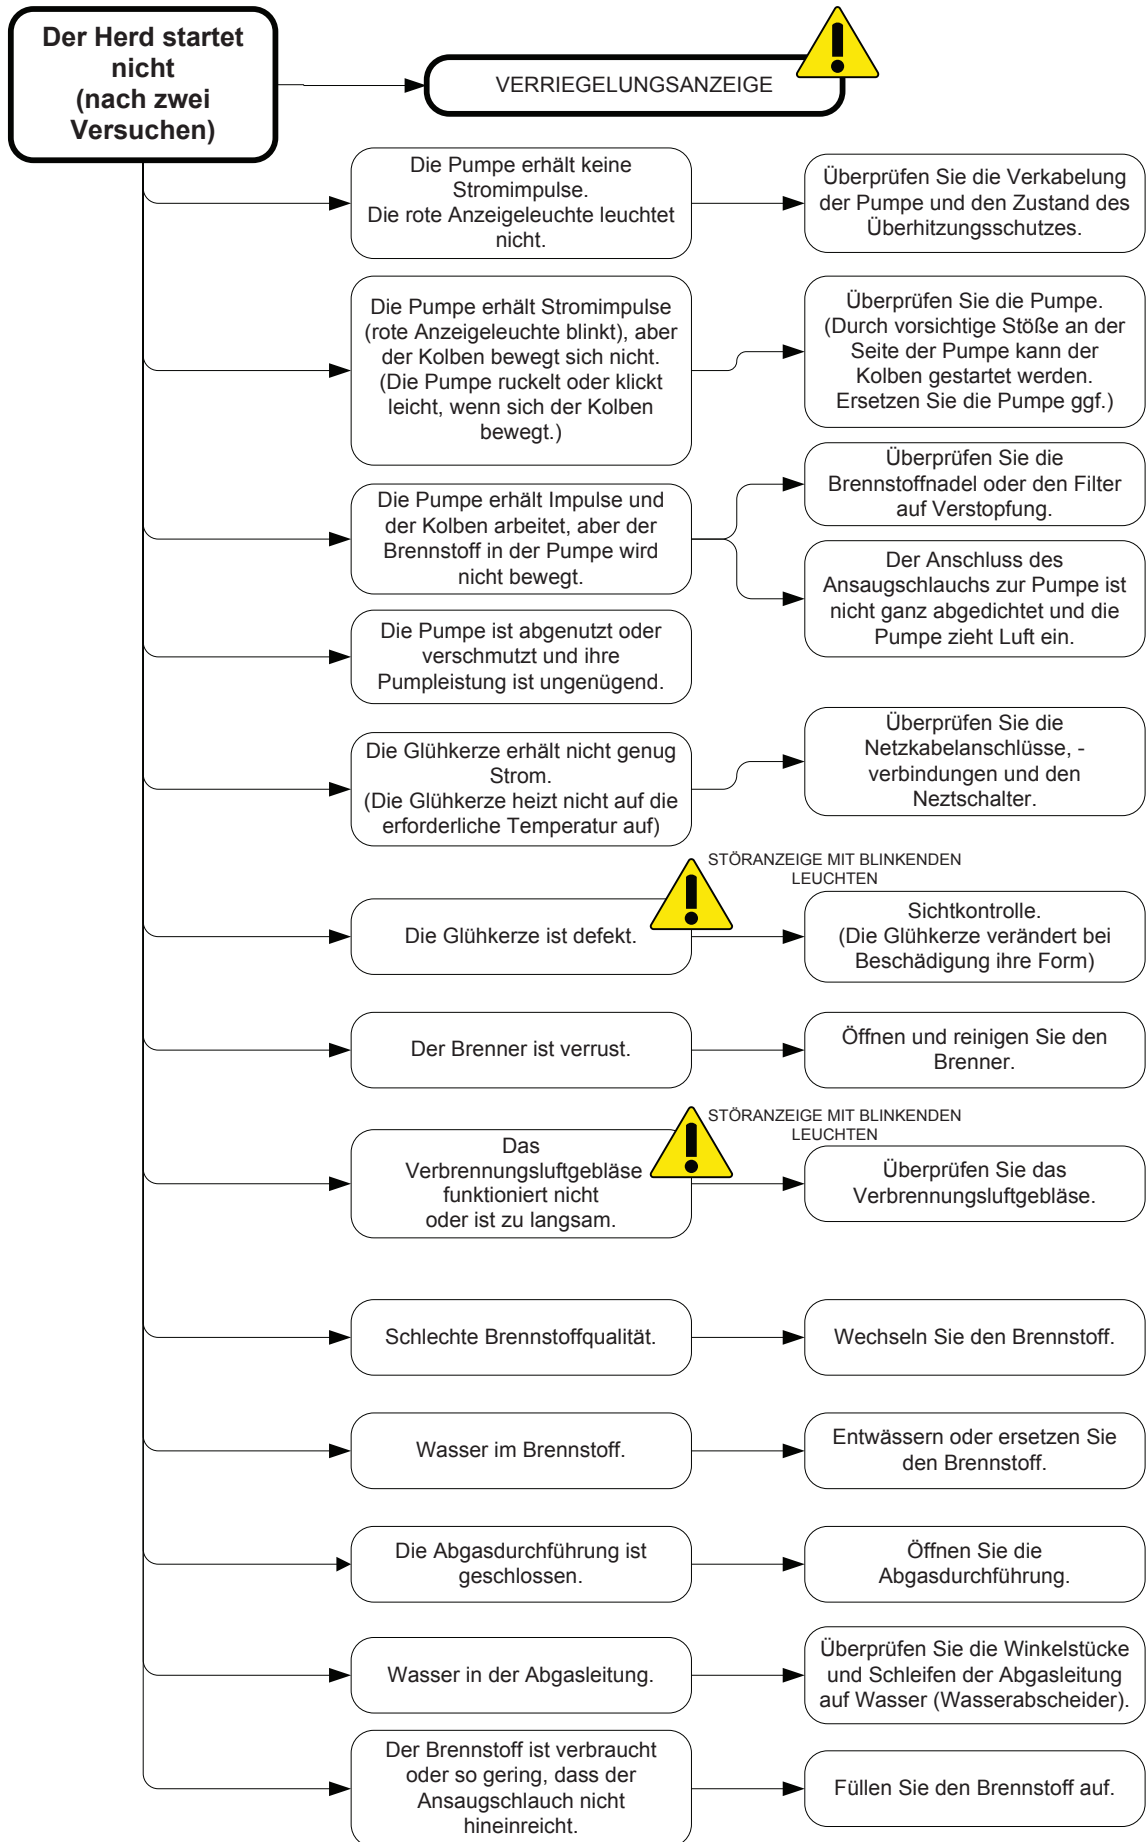 Der Herd startet
nicht
(nach zwei
Versuchen)
VERRIEGELUNGSANZEIGE
Die Pumpe erhält keine
Stromimpulse.
Die rote Anzeigeleuchte leuchtet
nicht.
Überprüfen Sie die Verkabelung
der Pumpe und den Zustand des
Überhitzungsschutzes.
Die Pumpe erhält Stromimpulse
(rote Anzeigeleuchte blinkt), aber
der Kolben bewegt sich nicht.
(Die Pumpe ruckelt oder klickt
leicht, wenn sich der Kolben
bewegt.)
Überprüfen Sie die Pumpe.
(Durch vorsichtige Stöße an der
Seite der Pumpe kann der
Kolben gestartet werden.
Ersetzen Sie die Pumpe ggf.)
Die Pumpe erhält Impulse und
der Kolben arbeitet, aber der
Brennstoff in der Pumpe wird
nicht bewegt.
Überprüfen Sie die
Brennstoffnadel oder den Filter
auf Verstopfung.
Der Anschluss des
Ansaugschlauchs zur Pumpe ist
nicht ganz abgedichtet und die
Pumpe zieht Luft ein.
Die Pumpe ist abgenutzt oder
verschmutzt und ihre
Pumpleistung ist ungenügend.
Die Glühkerze erhält nicht genug
Strom.
(Die Glühkerze heizt nicht auf die
erforderliche Temperatur auf)
Überprüfen Sie die
Netzkabelanschlüsse, -
verbindungen und den
Neztschalter.
STÖRANZEIGE MIT BLINKENDEN
LEUCHTEN
Die Glühkerze ist defekt.
Sichtkontrolle.
(Die Glühkerze verändert bei
Beschädigung ihre Form)
Der Brenner ist verrust.
Öffnen und reinigen Sie den
Brenner.
STÖRANZEIGE MIT BLINKENDEN
LEUCHTEN
Das
Verbrennungsluftgebläse
funktioniert nicht
oder ist zu langsam.
Überprüfen Sie das
Verbrennungsluftgebläse.
Schlechte Brennstoffqualität.
Wechseln Sie den Brennstoff.
Wasser im Brennstoff.
Entwässern oder ersetzen Sie
den Brennstoff.
Die Abgasdurchführung ist
geschlossen.
Öffnen Sie die
Abgasdurchführung.
Wasser in der Abgasleitung.
Überprüfen Sie die Winkelstücke
und Schleifen der Abgasleitung
auf Wasser (Wasserabscheider).
Der Brennstoff ist verbraucht
oder so gering, dass der
Ansaugschlauch nicht
hineinreicht.
Füllen Sie den Brennstoff auf.